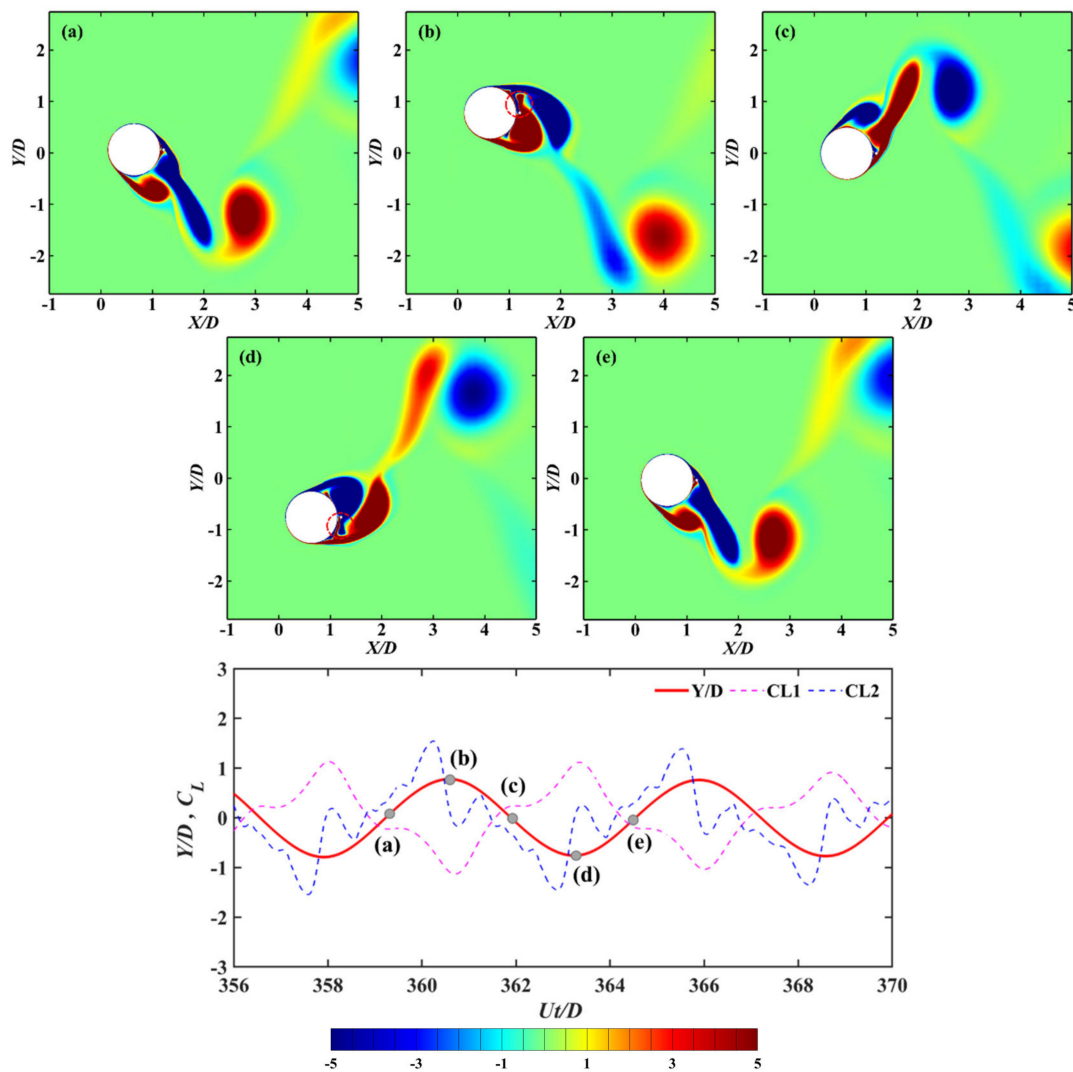 (a) (b) (c)
Y/D 2 1 0 -1 -2
-1 0 1 2 3 4 5
X/D
Y/D 2 1 0 -1 -2
-1 0 1 2 3 4 5
X/D
Y/D 2 1 0 -1 -2
-1 0 1 2 3 4 5
X/D
(d) (e)
Y/D 2 1 0 -1 -2
-1 0 1 2 3 4 5
X/D
Y/D 2 1 0 -1 -2
-1 0 1 2 3 4 5
X/D
Y/D , C_L
3 2 1 0 -1 -2 -3
Y/D CL1 CL2
(b)
(c)
(a) (e)
(d)
356 358 360 362 364 366 368 370
Ut/D
-5 -3 -1 1 3 5